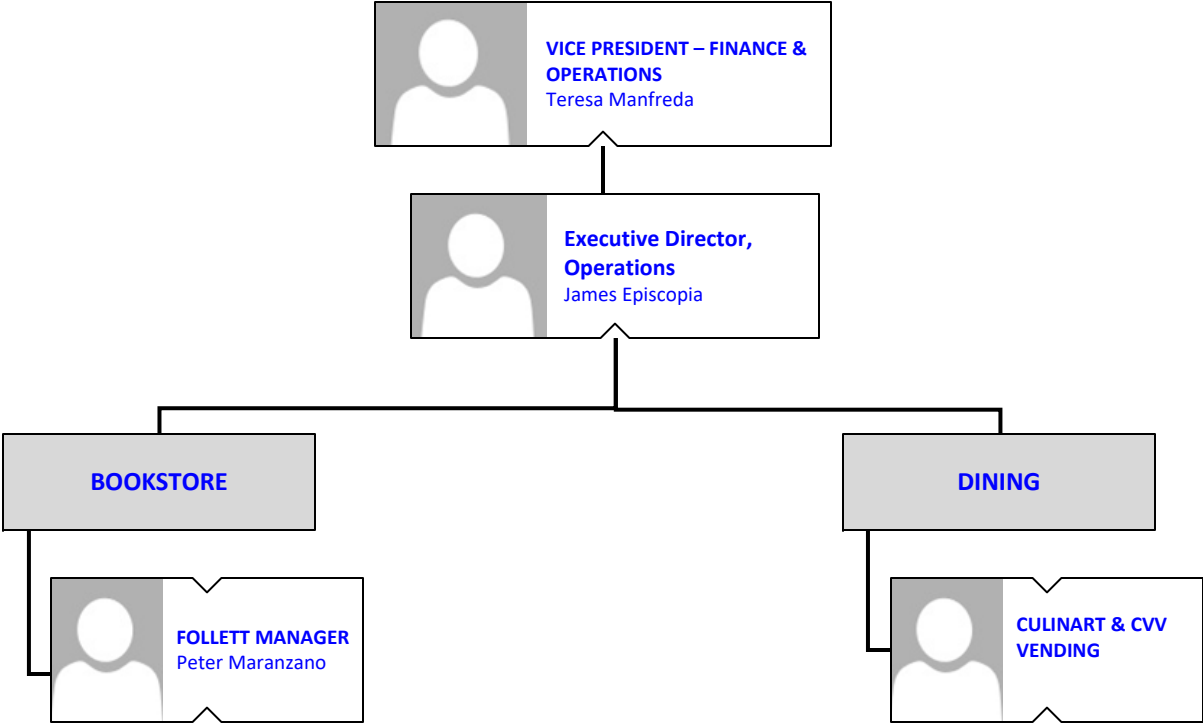 VICE PRESIDENT – FINANCE &
OPERATIONS
Teresa Manfreda
Executive Director,
Operations
James Episcopia
BOOKSTORE
DINING
FOLLETT MANAGER
Peter Maranzano
CULINART & CVV
VENDING